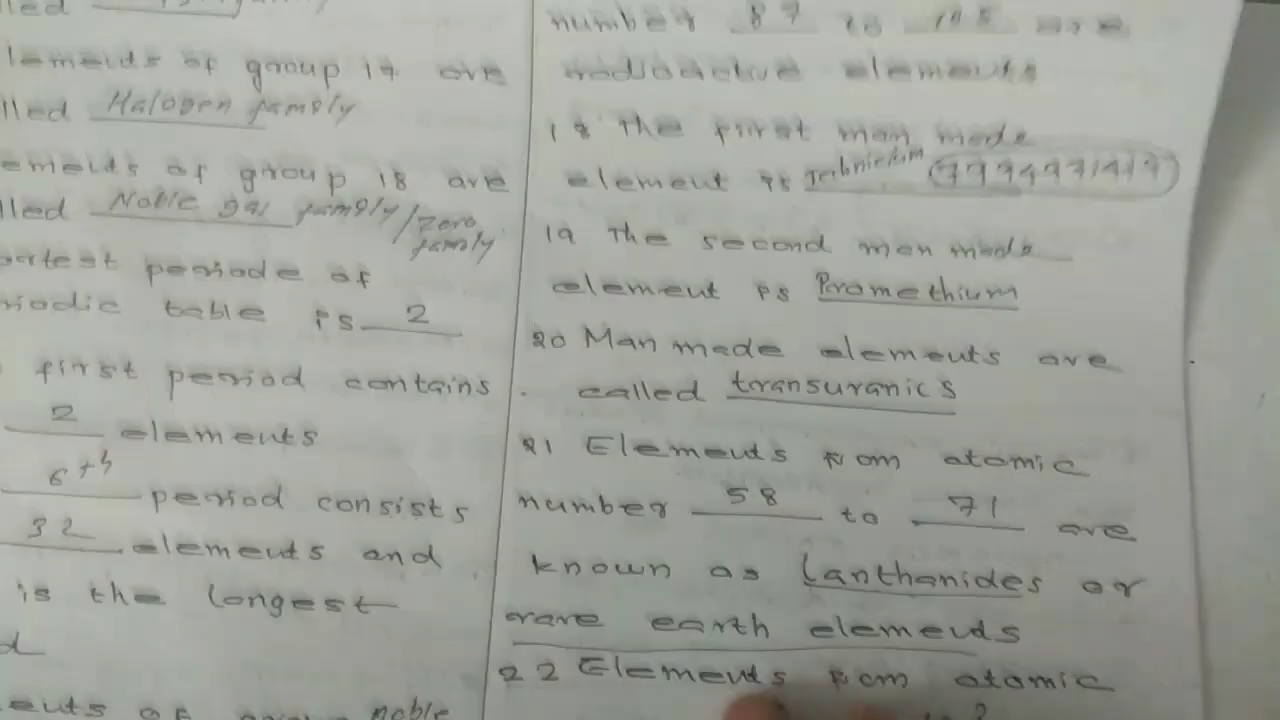 lements of group 17 are
lled Halogen family
ements of group 18 are
lled Noble gas family/zero
family
ortest periode of
riodic table is 2
first period contains
2 elements
6th period consists
32 elements and
is the longest
d
ents of noble
number 87 to are
radioactive elements
18 The first man made
element is Technicium
19 The second man made
element is Promethium
20 Man made elements are
called transuranics
21 Elements from atomic
number 58 to 71 are
known as Lanthanides or
rare earth elements
22 Elements from atomic